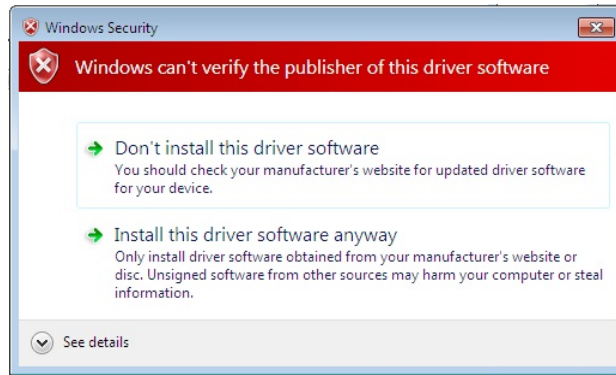 Windows Security
Windows can't verify the publisher of this driver software
Don't install this driver software
You should check your manufacturer's website for updated driver software
for your device.
Install this driver software anyway
Only install driver software obtained from your manufacturer's website or
disc. Unsigned software from other sources may harm your computer or steal
information.
See details